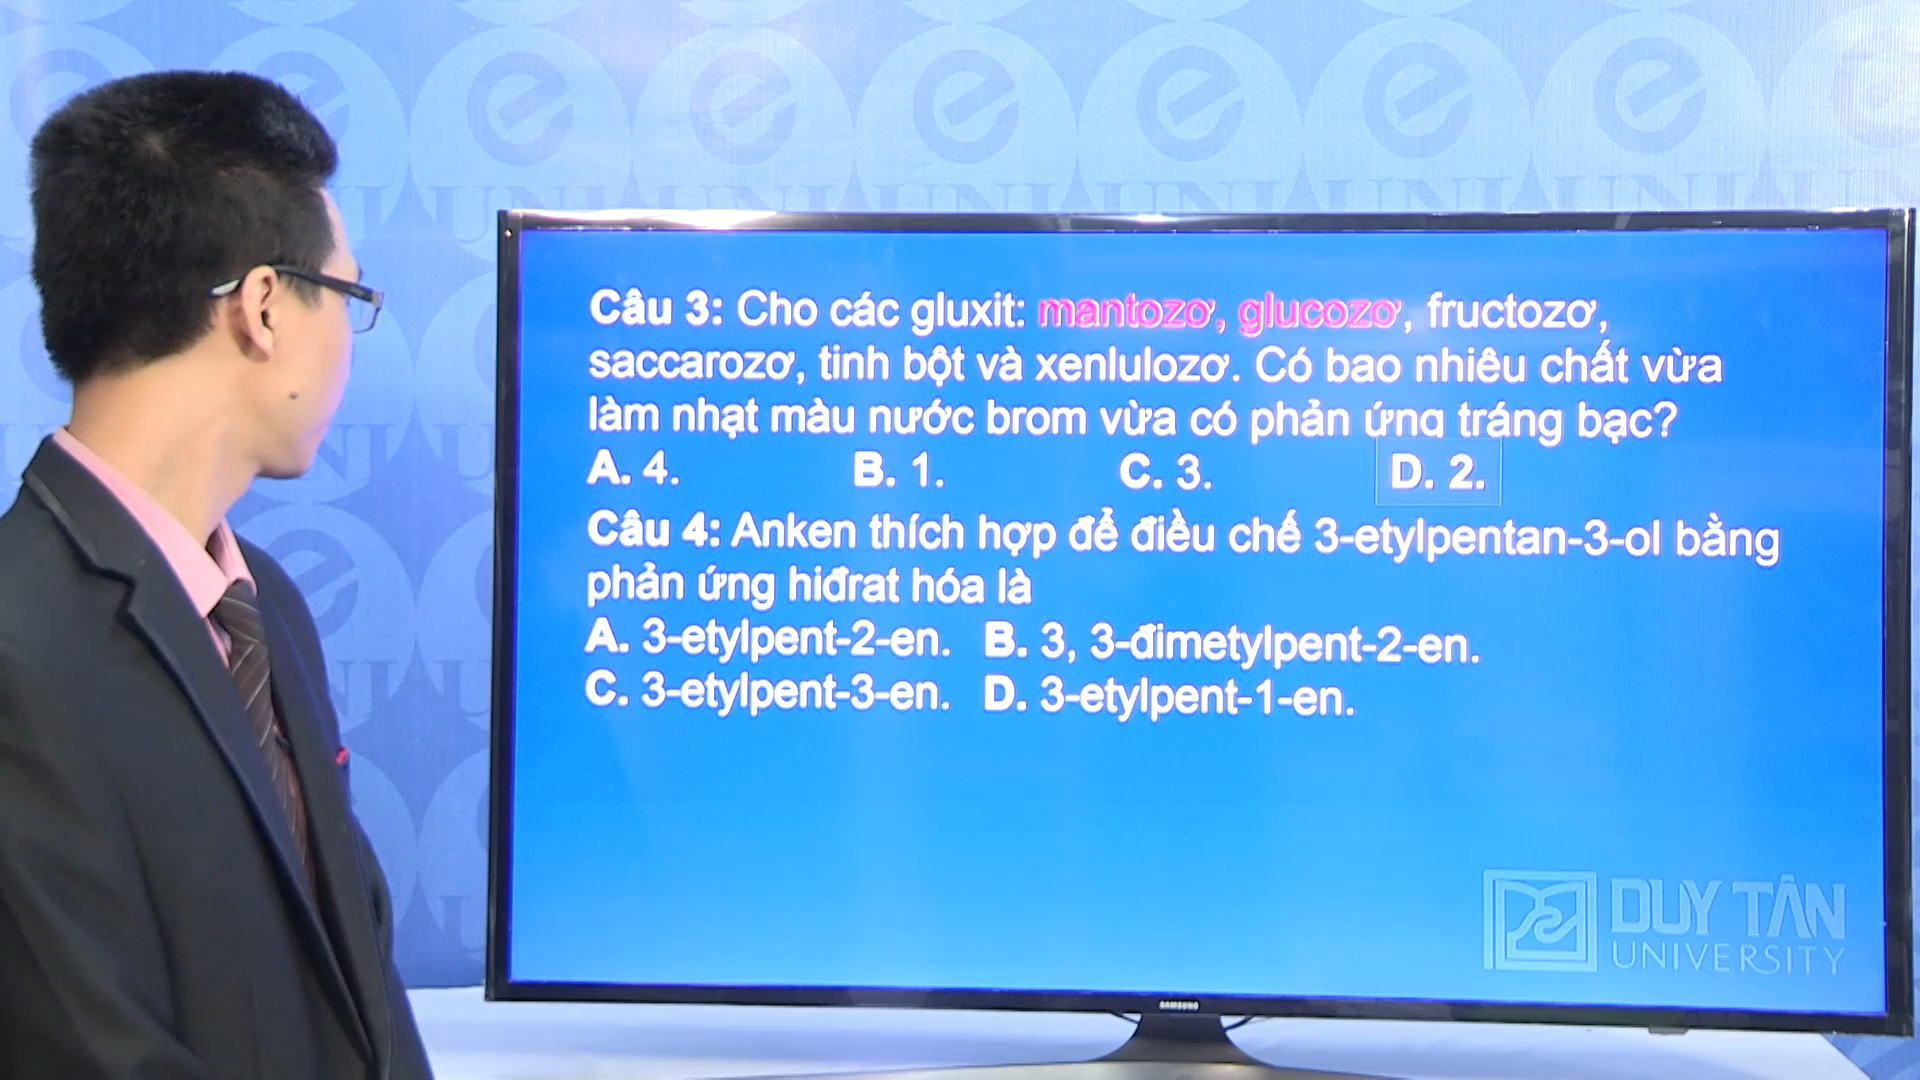 Câu 3: Cho các gluxit: mantozơ, glucozơ, fructozơ,
saccarozơ, tinh bột và xenlulozơ. Có bao nhiêu chất vừa
làm nhạt màu nước brom vừa có phản ứng tráng bạc?
A. 4. B. 1. C. 3. D. 2.
Câu 4: Anken thích hợp để điều chế 3-etylpentan-3-ol bằng
phản ứng hiđrat hóa là
A. 3-etylpent-2-en. B. 3, 3-đimetylpent-2-en.
C. 3-etylpent-3-en. D. 3-etylpent-1-en.
DUY TÂN
UNIVERSITY
SAMSUNG